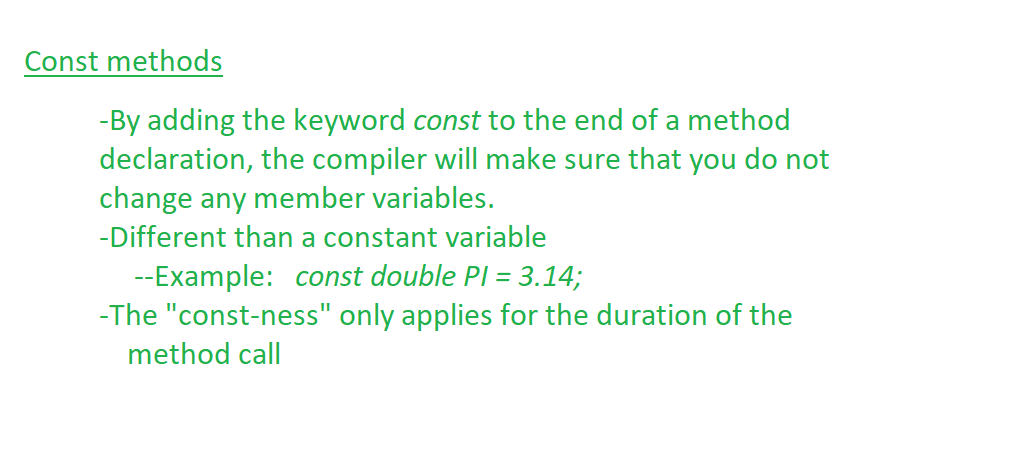 Const methods
-By adding the keyword const to the end of a method
declaration, the compiler will make sure that you do not
change any member variables.
-Different than a constant variable
--Example: const double PI = 3.14;
-The "const-ness" only applies for the duration of the
method call